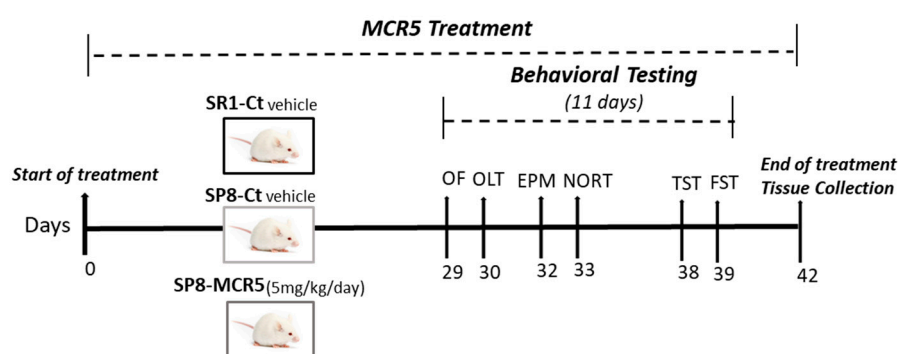 MCR5 Treatment
Behavioral Testing
(11 days)
SR1-Ct vehicle
Start of treatment
SP8-Ct vehicle
OF OLT EPM NORT TST FST
End of treatment
Tissue Collection
Days
0 29 30 32 33 38 39 42
SP8-MCR5(5mg/kg/day)